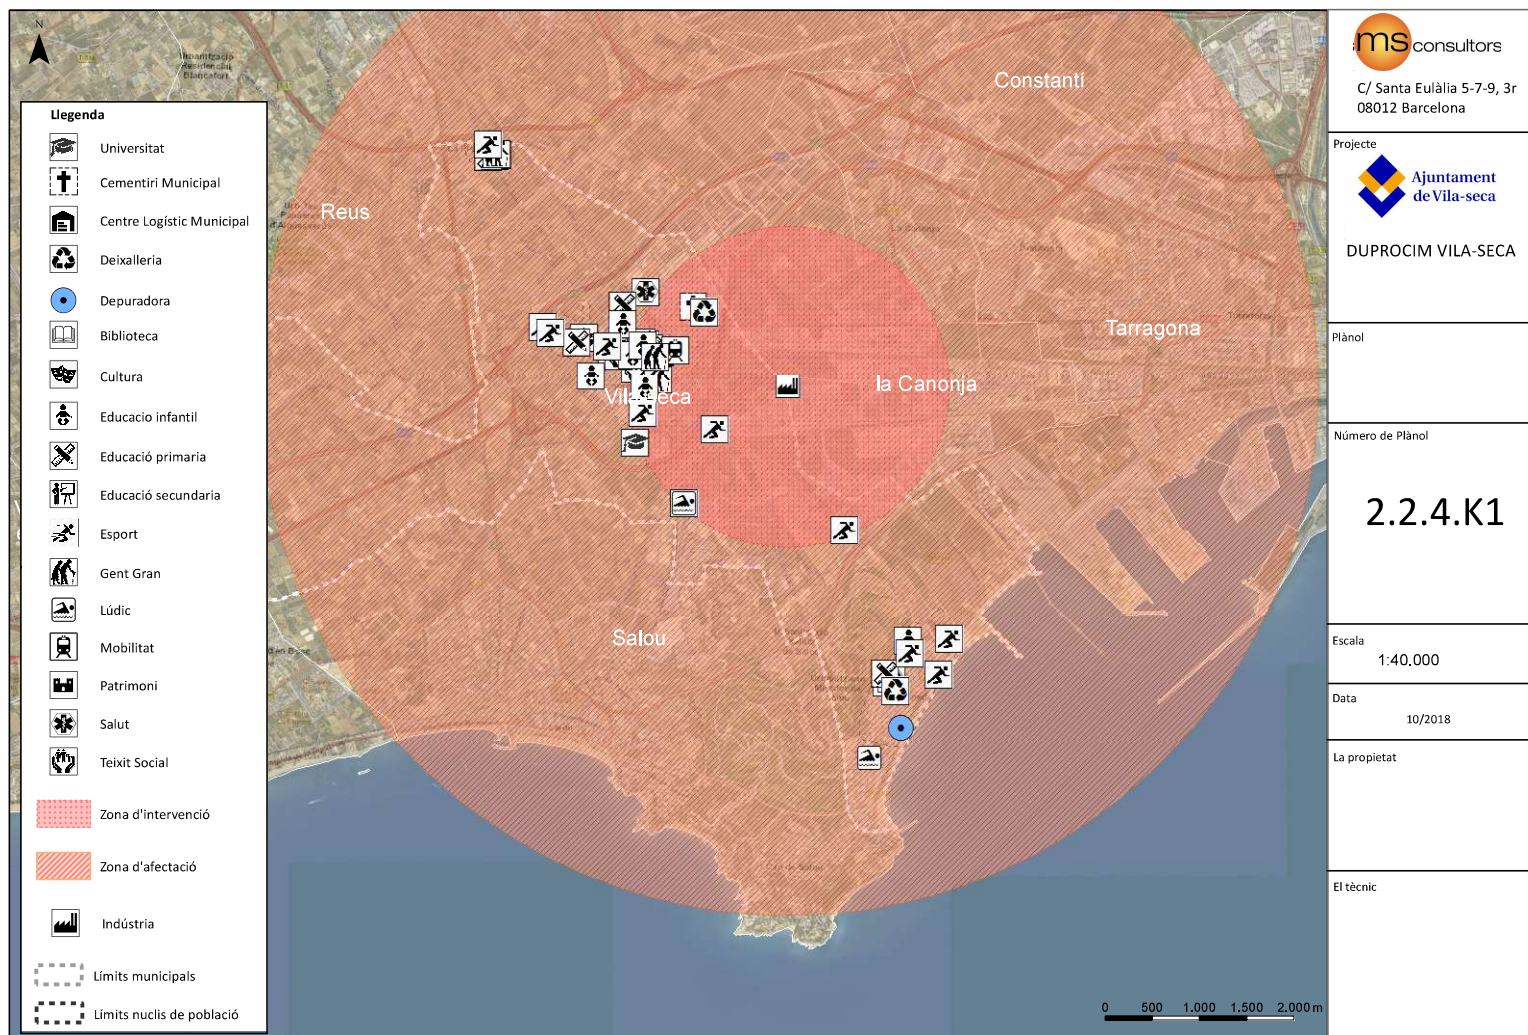 N
Urbanització
Residencial
Blancafort
Llegenda
Universitat
Cementiri Municipal
Centre Logístic Municipal
Deixalleria
Depuradora
Biblioteca
Cultura
Educacio infantil
Educació primaria
Educació secundaria
Esport
Gent Gran
Lúdic
Mobilitat
Patrimoni
Salut
Teixit Social
Zona d'intervenció
Zona d'afectació
Indústria
Límits municipals
Límits nuclis de població
Constantí
Reus
Tarragona
la Canonja
Vila-seca
Salou
0 500 1.000 1.500 2.000 m
ms consultors
C/ Santa Eulàlia 5-7-9, 3r
08012 Barcelona
Projecte
Ajuntament
de Vila-seca
DUPROCIM VILA-SECA
Plànol
Número de Plànol
2.2.4.K1
Escala
1:40.000
Data
10/2018
La propietat
El tècnic